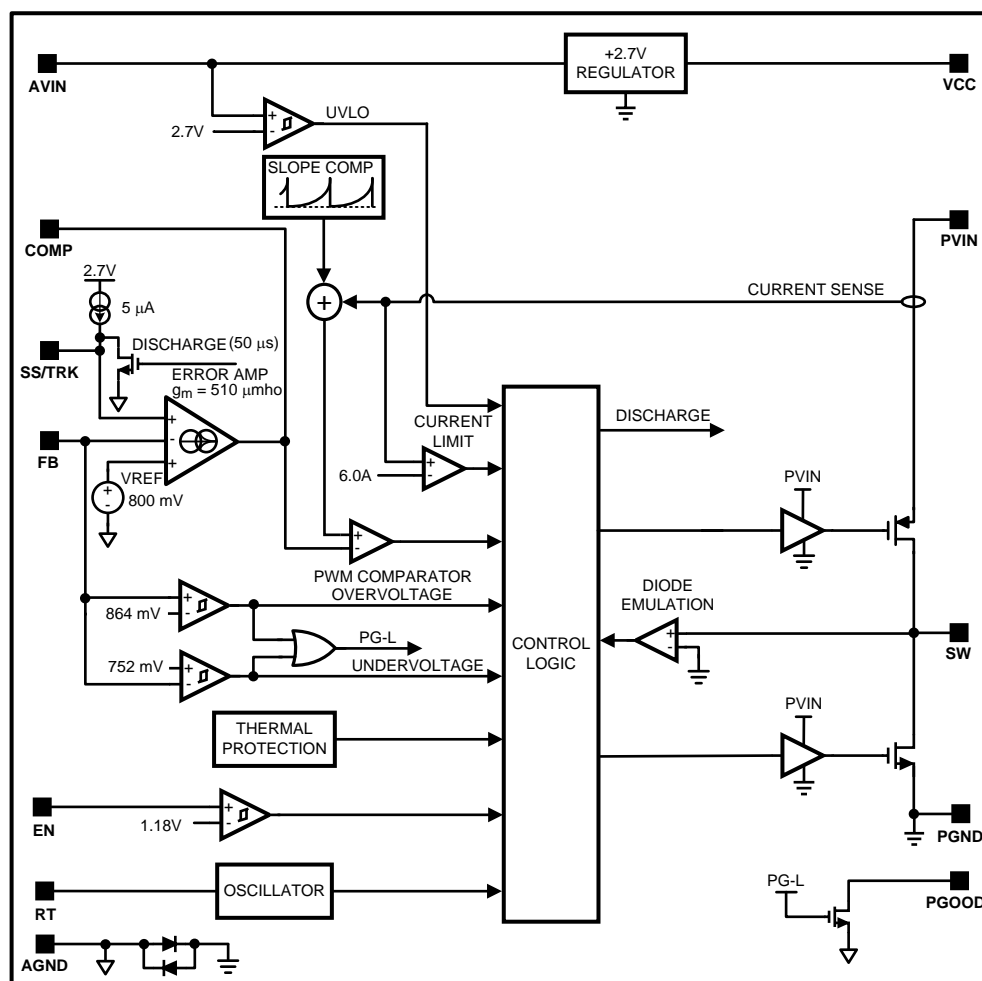 +2.7V
REGULATOR
AVIN
VCC
UVLO
+
-
2.7V
SLOPE COMP
COMP
PVIN
2.7V
5 μA
+
CURRENT SENSE
DISCHARGE (50 μs)
SS/TRK
ERROR AMP
gm = 510 μmho
+
-
+
FB
VREF
800 mV
+
-
CURRENT
LIMIT
6.0A
+
-
DISCHARGE
PVIN
+
-
PWM COMPARATOR
OVERVOLTAGE
864 mV
+
-
PG-L
752 mV
+
-
UNDERVOLTAGE
CONTROL
LOGIC
DIODE
EMULATION
+
-
SW
PVIN
THERMAL
PROTECTION
EN
1.18V
+
-
PGND
RT
OSCILLATOR
PG-L
PGOOD
AGND